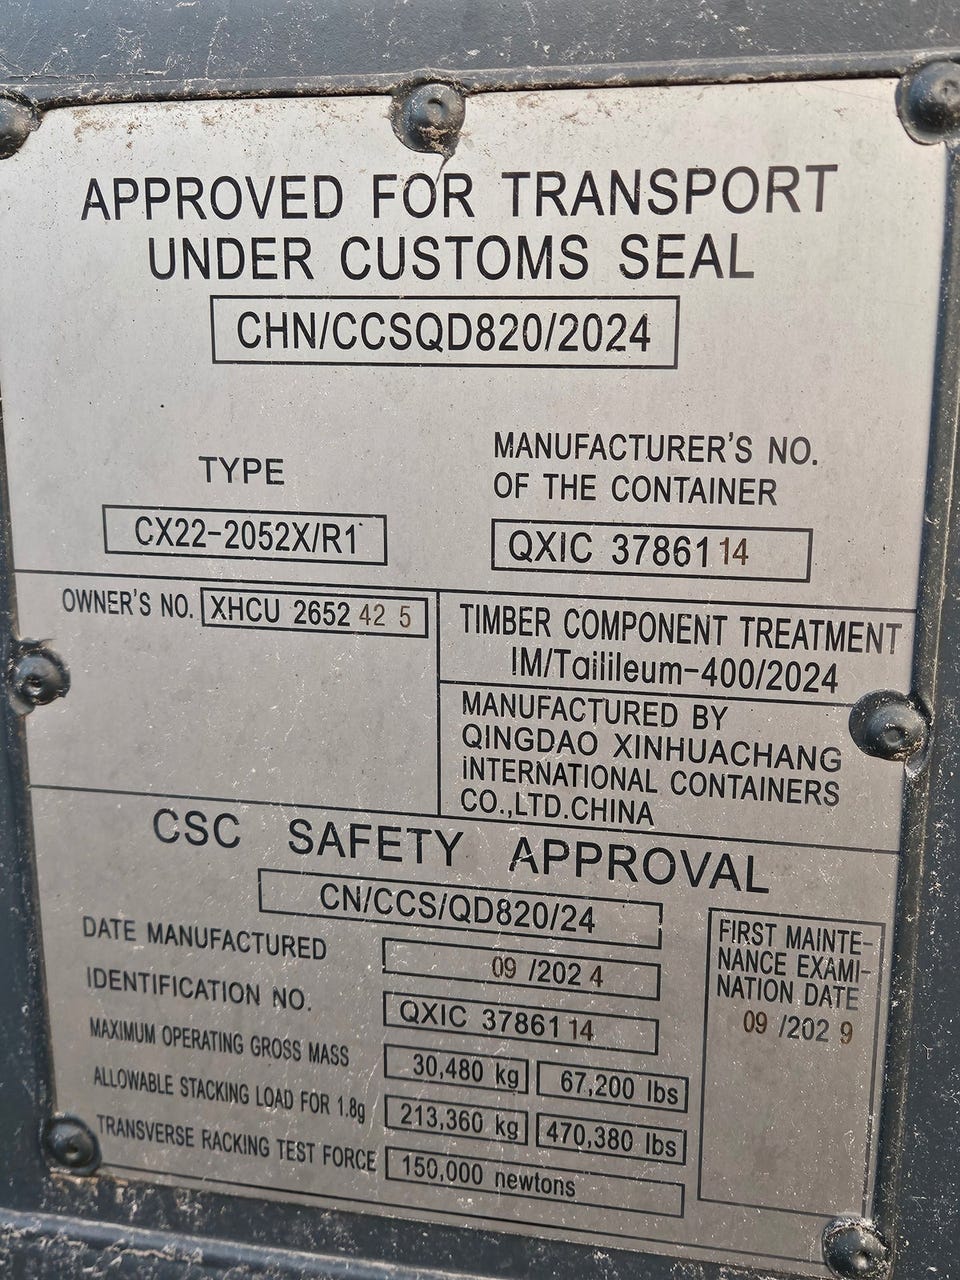 APPROVED FOR TRANSPORT
UNDER CUSTOMS SEAL
CHN/CCSQD820/2024
TYPE
CX22-2052X/R1
MANUFACTURER'S NO.
OF THE CONTAINER
QXIC 3786114
OWNER'S NO. XHCU 2652 42 5
TIMBER COMPONENT TREATMENT
IM/Tailileum-400/2024
MANUFACTURED BY
QINGDAO XINHUACHANG
INTERNATIONAL CONTAINERS
CO.,LTD.CHINA
CSC SAFETY APPROVAL
CN/CCS/QD820/24
DATE MANUFACTURED 09 /202 4
IDENTIFICATION NO. QXIC 3786114
MAXIMUM OPERATING GROSS MASS 30,480 kg 67,200 lbs
ALLOWABLE STACKING LOAD FOR 1.8g 213,360 kg 470,380 lbs
TRANSVERSE RACKING TEST FORCE 150,000 newtons
FIRST MAINTE-
NANCE EXAMI-
NATION DATE
09 /202 9